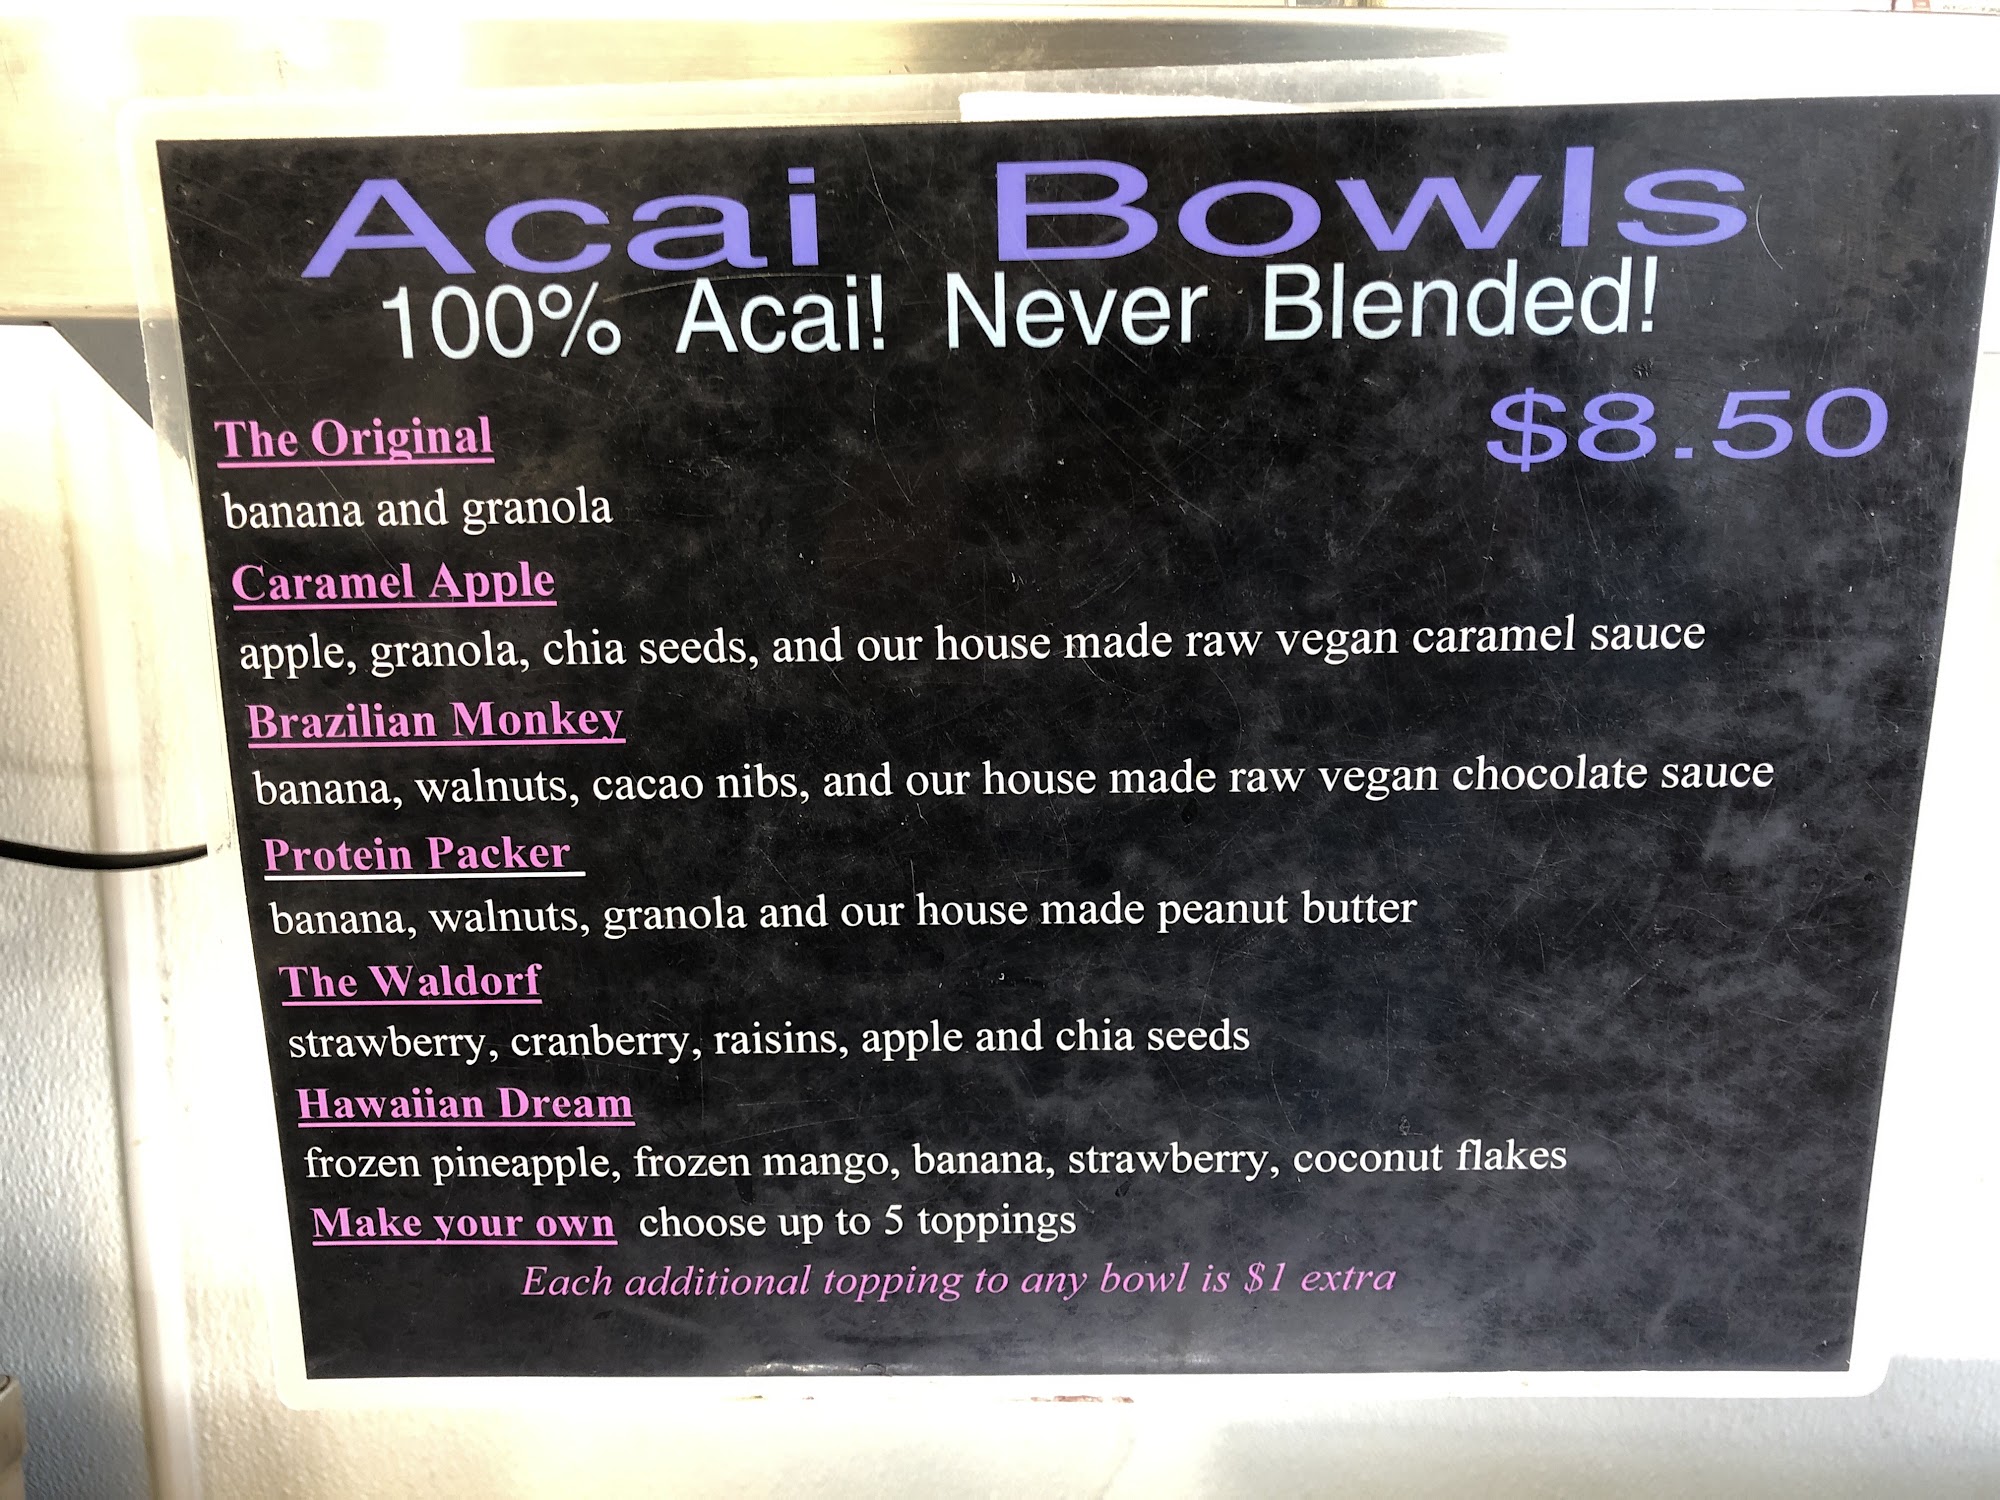 Acai Bowls
100% Acai! Never Blended!
$8.50
The Original
banana and granola
Caramel Apple
apple, granola, chia seeds, and our house made raw vegan caramel sauce
Brazilian Monkey
banana, walnuts, cacao nibs, and our house made raw vegan chocolate sauce
Protein Packer
banana, walnuts, granola and our house made peanut butter
The Waldorf
strawberry, cranberry, raisins, apple and chia seeds
Hawaiian Dream
frozen pineapple, frozen mango, banana, strawberry, coconut flakes
Make your own choose up to 5 toppings
Each additional topping to any bowl is $1 extra